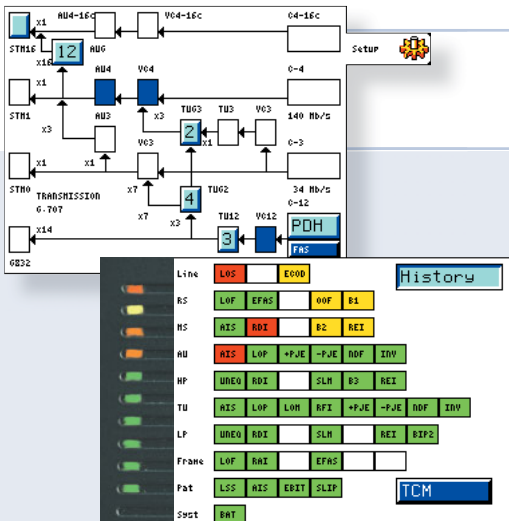 AU4-16c VC4-16c C4-16c
x1
STM16 12 AUG Setup
x16 AU4 VC4 C-4
x1 TUG3 TU3 VC3
STM1 AU3 x3 140 Mb/s
x3 VC3 2 x1 C-3
x1 x1
STM0 x7 4 TUG2 34 Mb/s
TRANSMISSION C-12
G.707 x7 x3 TU12 VC12 PDH
x14 3 FAS
G832
Line LOS ECOD History
RS LOF EFAS OOF B1
MS AIS RDI B2 REI
AU AIS LOP +PJE -PJE NDF INV
HP UNEQ RDI SLM B3 REI
TU AIS LOP LOM RFI +PJE -PJE NDF INV
LP UNEQ RDI SLM REI BIP2
Frame LOF RAI EFAS
Pat LSS AIS EBIT SLIP TCM
Syst BAT